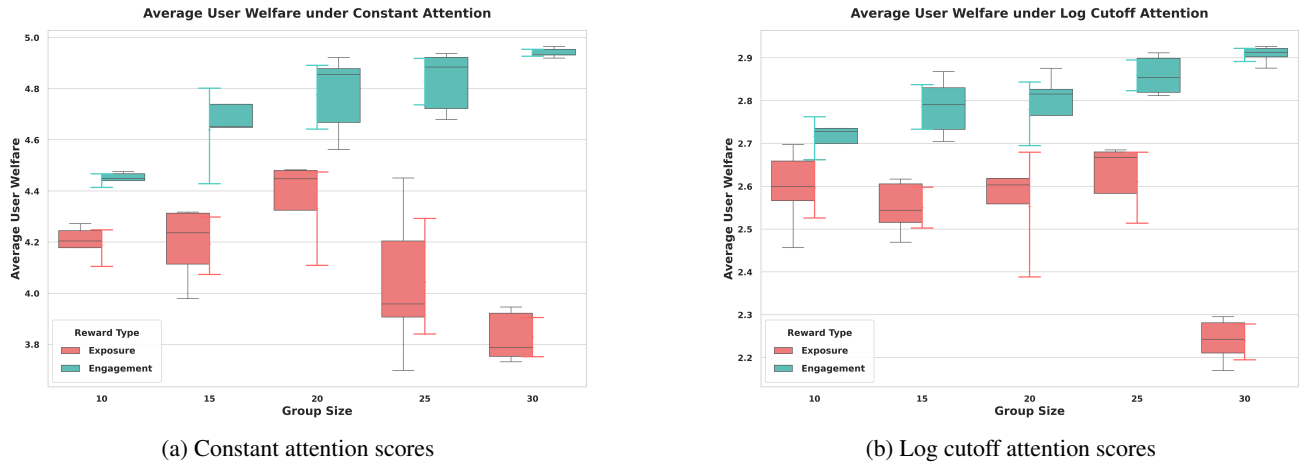 Average User Welfare under Constant Attention
Average User Welfare
5.0
4.8
4.6
4.4
4.2
4.0
3.8
Reward Type
Exposure
Engagement
10
15
20
25
30
Group Size
(a) Constant attention scores
Average User Welfare under Log Cutoff Attention
Average User Welfare
2.9
2.8
2.7
2.6
2.5
2.4
2.3
2.2
Reward Type
Exposure
Engagement
10
15
20
25
30
Group Size
(b) Log cutoff attention scores